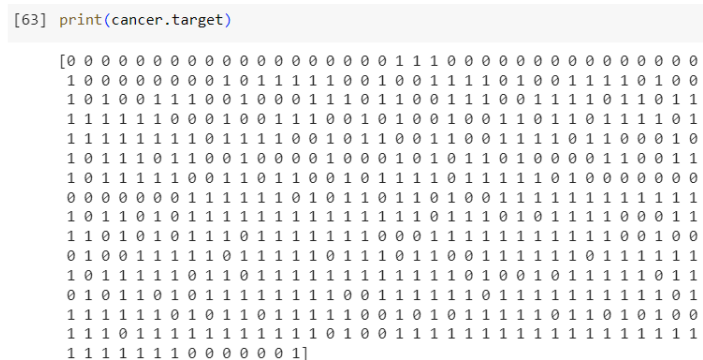 [63] print(cancer.target)
[0 0 0 0 0 0 0 0 0 0 0 0 0 0 0 0 0 0 0 1 1 1 0 0 0 0 0 0 0 0 0 0 0 0 0 0 0
1 0 0 0 0 0 0 0 0 1 0 1 1 1 1 1 0 0 1 0 0 1 1 1 1 0 1 0 0 1 1 1 1 0 1 0 0
1 0 1 0 0 1 1 1 0 0 1 0 0 0 1 1 1 0 1 1 0 0 1 1 1 0 0 1 1 1 1 0 1 1 0 1 1
1 1 1 1 1 1 0 0 0 1 0 0 1 1 1 0 0 1 0 1 0 0 1 0 0 1 1 0 1 1 0 1 1 1 1 0 1
1 1 1 1 1 1 1 1 0 1 1 1 1 0 0 1 0 1 1 0 0 1 1 0 0 1 1 1 1 0 1 1 0 0 0 1 0
1 0 1 1 1 0 1 1 0 0 1 0 0 0 0 1 0 0 0 1 0 1 0 1 1 0 1 0 0 0 0 1 1 0 0 1 1
1 0 1 1 1 1 1 0 0 1 1 0 1 1 0 0 1 0 1 1 1 1 0 1 1 1 1 1 0 1 0 0 0 0 0 0 0
0 0 0 0 0 0 0 1 1 1 1 1 1 0 1 0 1 1 0 1 1 0 1 0 0 1 1 1 1 1 1 1 1 1 1 1 1
1 0 1 1 0 1 0 1 1 1 1 1 1 1 1 1 1 1 1 1 1 0 1 1 1 0 1 0 1 1 1 1 0 0 0 1 1
1 1 0 1 0 1 0 1 1 1 0 1 1 1 1 1 1 1 0 0 0 1 1 1 1 1 1 1 1 1 1 1 0 0 1 0 0
0 1 0 0 1 1 1 1 1 0 1 1 1 1 1 0 1 1 1 0 1 1 0 0 1 1 1 1 1 1 0 1 1 1 1 1 1
1 0 1 1 1 1 1 0 1 1 0 1 1 1 1 1 1 1 1 1 1 1 1 0 1 0 0 1 0 1 1 1 1 1 0 1 1
0 1 0 1 1 0 1 0 1 1 1 1 1 1 1 1 0 0 1 1 1 1 1 1 0 1 1 1 1 1 1 1 1 1 1 0 1
1 1 1 1 1 1 0 1 0 1 1 0 1 1 1 1 1 0 0 1 0 1 0 1 1 1 1 1 0 1 1 0 1 0 1 0 0
1 1 1 0 1 1 1 1 1 1 1 1 1 1 1 0 1 0 0 1 1 1 1 1 1 1 1 1 1 1 1 1 1 1 1 1 1
1 1 1 1 1 1 1 0 0 0 0 0 0 1]